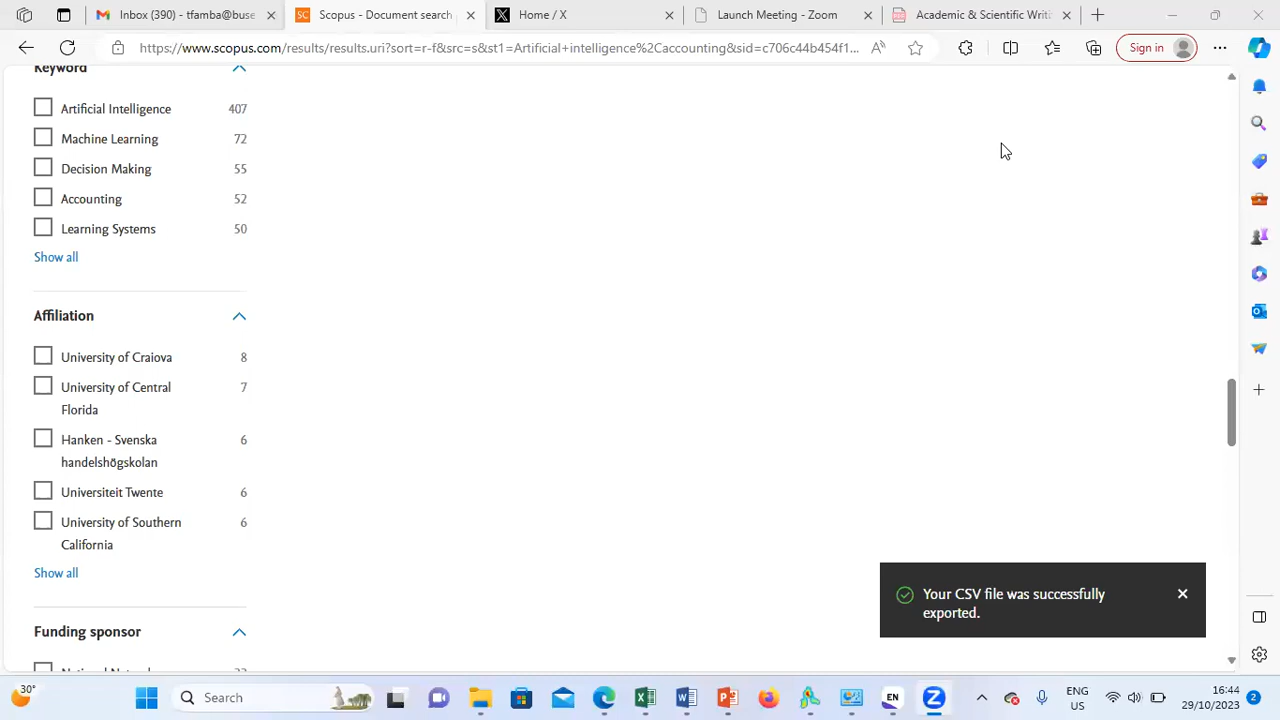 Inbox (390) - tfamba@buse
Scopus - Document search
Home / X
Launch Meeting - Zoom
Academic & Scientific Writi
https://www.scopus.com/results/results.uri?sort=r-f&src=s&st1=Artificial+intelligence%2Caccounting&sid=c706c44b454f1...
Sign in
Keyword
Artificial Intelligence 407
Machine Learning 72
Decision Making 55
Accounting 52
Learning Systems 50
Show all
Affiliation
University of Craiova 8
University of Central 7
Florida
Hanken - Svenska 6
handelshögskolan
Universiteit Twente 6
University of Southern 6
California
Show all
Your CSV file was successfully
exported.
Funding sponsor
30°
Search
EN
ENG
US
16:44
29/10/2023
2